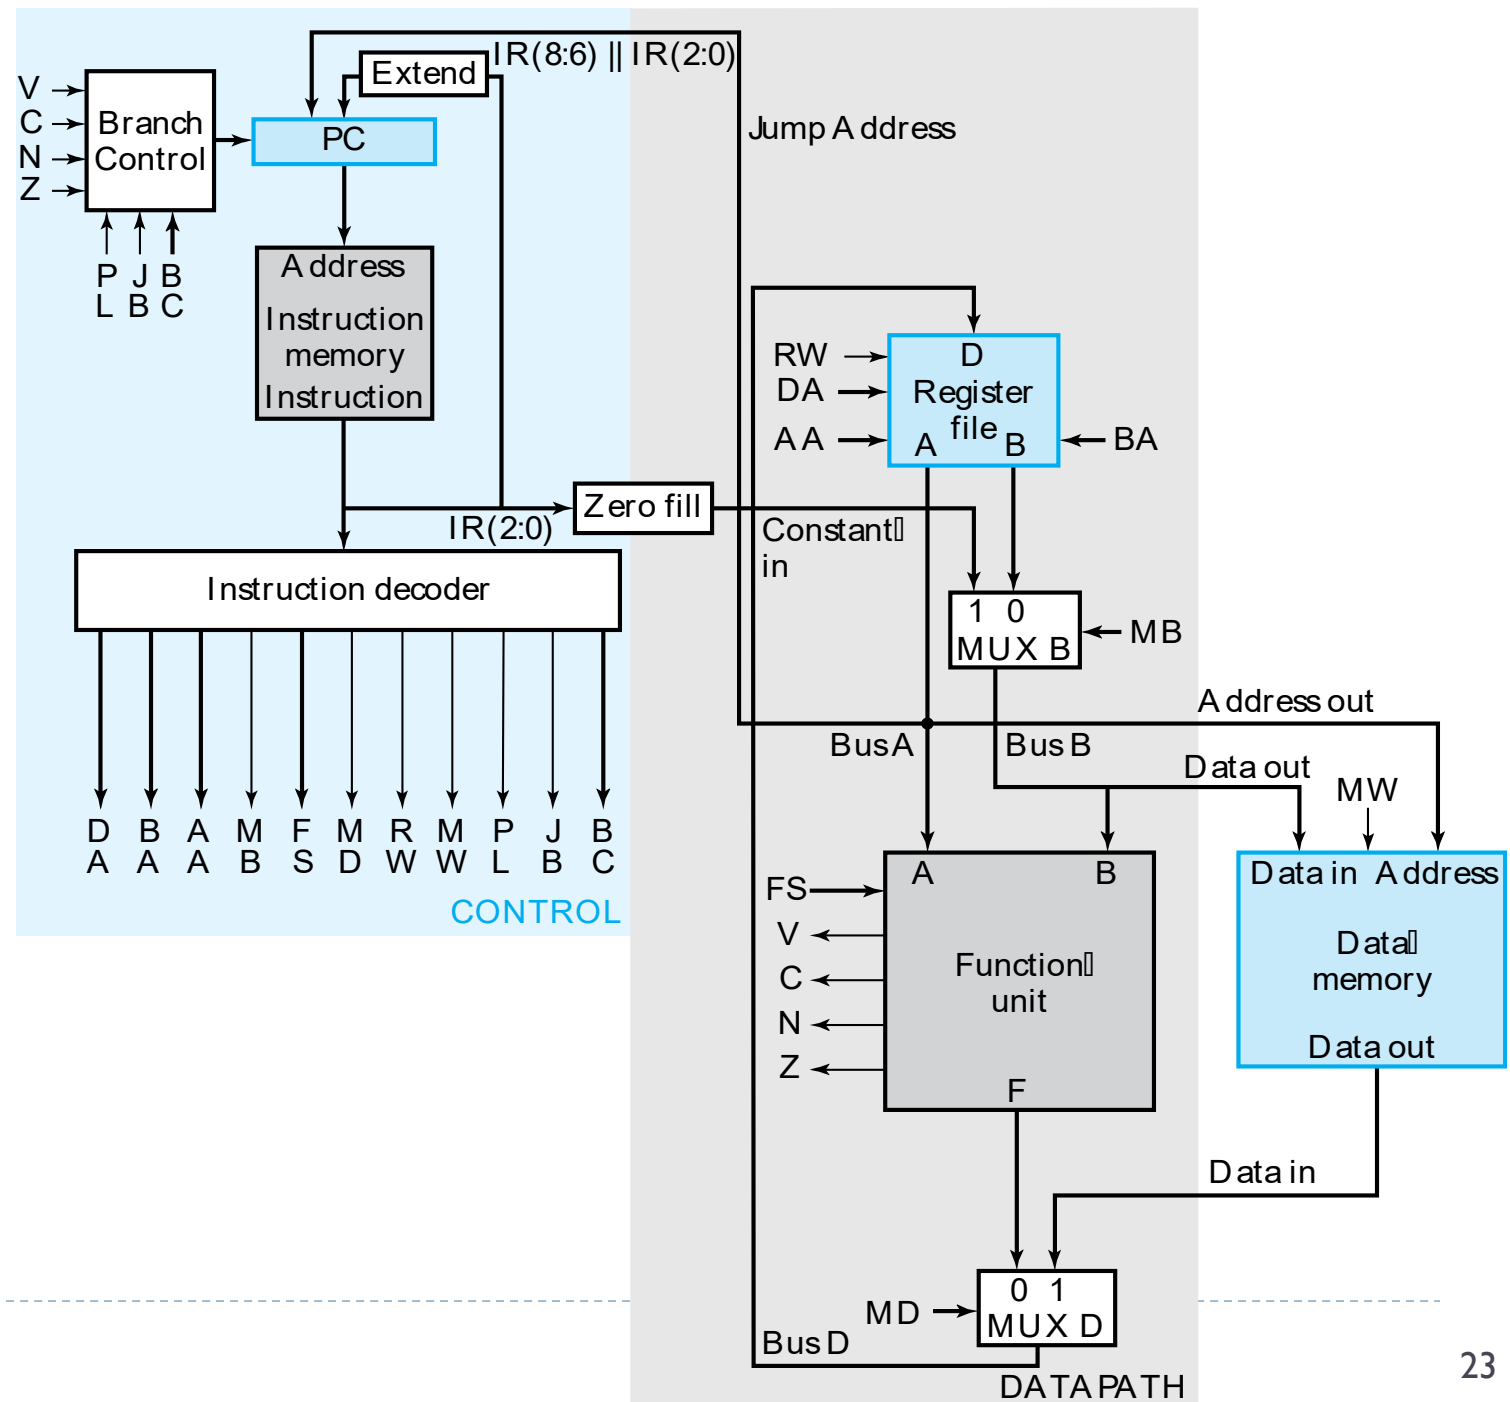 IR(8:6) || IR(2:0)
Extend
V
C
N
Z
Branch
Control
PC
Jump Address
P J B
L B C
Address
Instruction
memory
Instruction
RW
DA
AA
D
Register
file
A B
BA
IR(2:0)
Zero fill
Constant
in
Instruction decoder
1 0
MUX B
MB
Address out
Bus A
Bus B
Data out
MW
D B A M F M R M P J B
A A A B S D W W L B C
CONTROL
FS
V
C
N
Z
A B
Function
unit
F
Data in Address
Data
memory
Data out
Data in
0 1
MUX D
MD
Bus D
DATAPATH
23